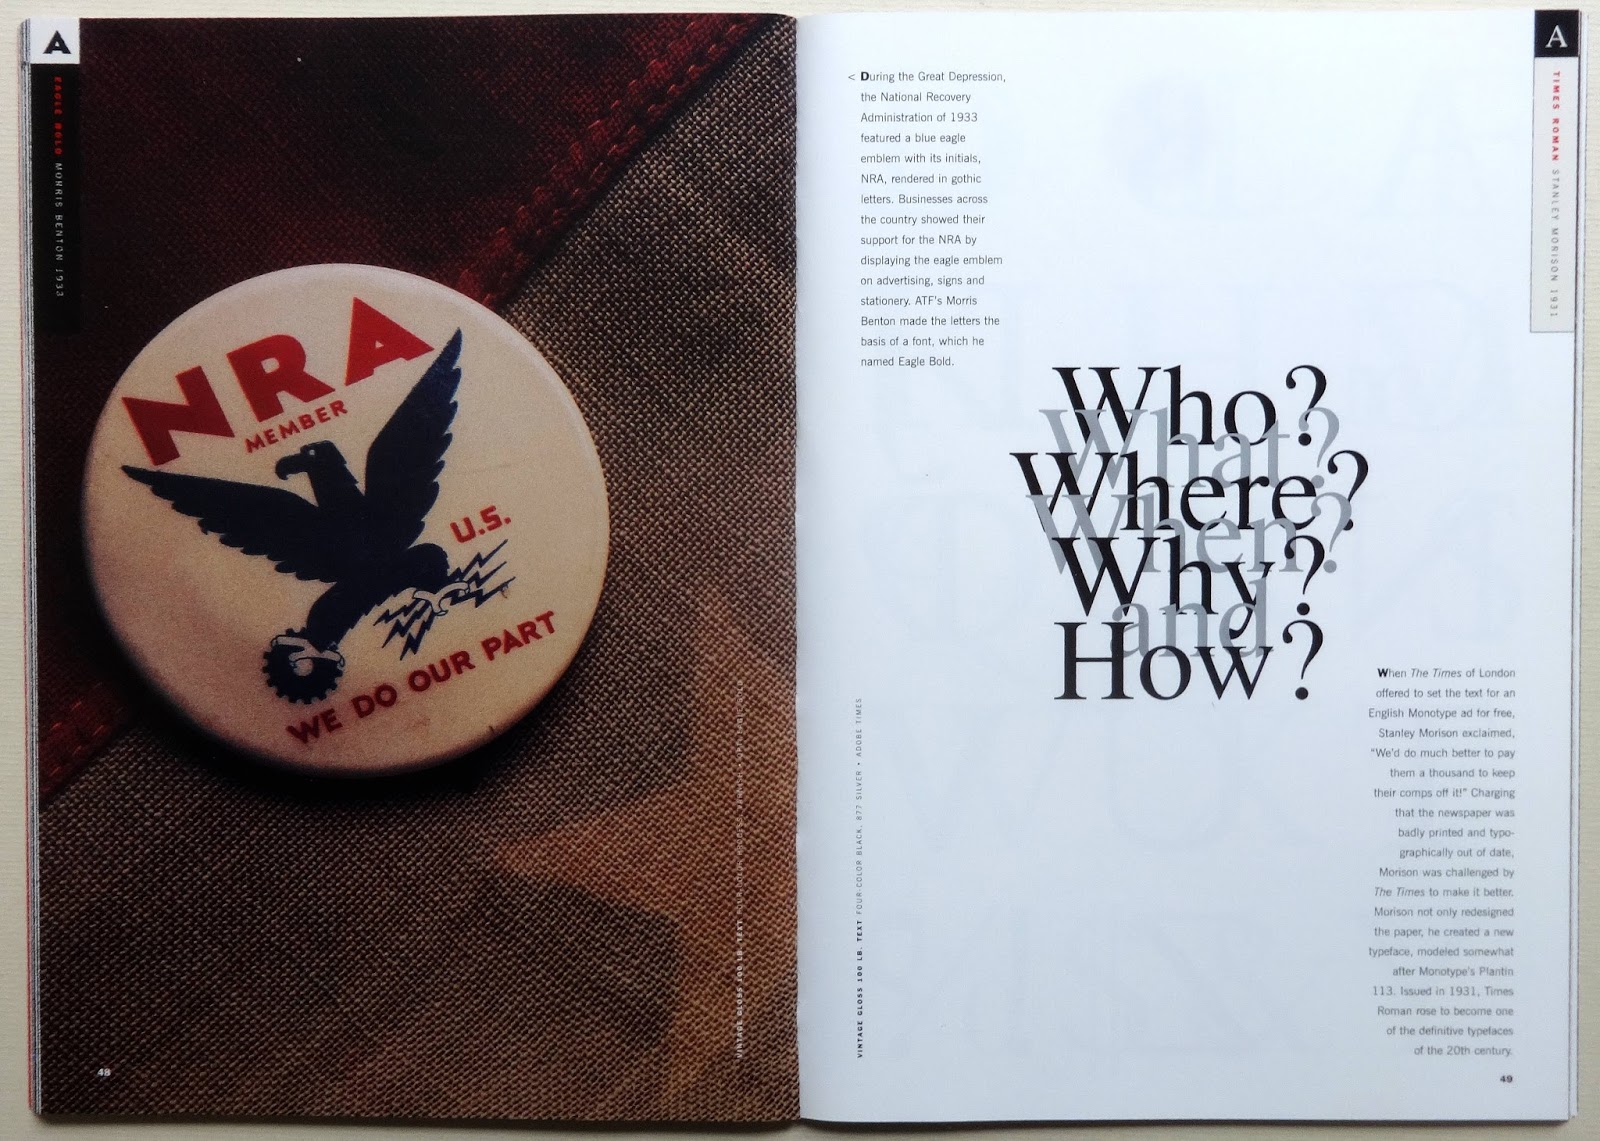 A
EAGLE BOLD MORRIS BENTON 1933
NRA
MEMBER
U.S.
WE DO OUR PART
48
< During the Great Depression,
the National Recovery
Administration of 1933
featured a blue eagle
emblem with its initials,
NRA, rendered in gothic
letters. Businesses across
the country showed their
support for the NRA by
displaying the eagle emblem
on advertising, signs and
stationery. ATF's Morris
Benton made the letters the
basis of a font, which he
named Eagle Bold.
Who?
What?
Where?
When?
Why?
and
How?
VINTAGE GLOSS 100 LB. TEXT
VINTAGE GLOSS 100 LB. TEXT FOUR-COLOR BLACK, 877 SILVER • ADOBE TIMES
A
TIMES ROMAN STANLEY MORISON 1931
When The Times of London
offered to set the text for an
English Monotype ad for free,
Stanley Morison exclaimed,
"We'd do much better to pay
them a thousand to keep
their comps off it!" Charging
that the newspaper was
badly printed and typo-
graphically out of date,
Morison was challenged by
The Times to make it better.
Morison not only redesigned
the paper, he created a new
typeface, modeled somewhat
after Monotype's Plantin
113. Issued in 1931, Times
Roman rose to become one
of the definitive typefaces
of the 20th century.
49